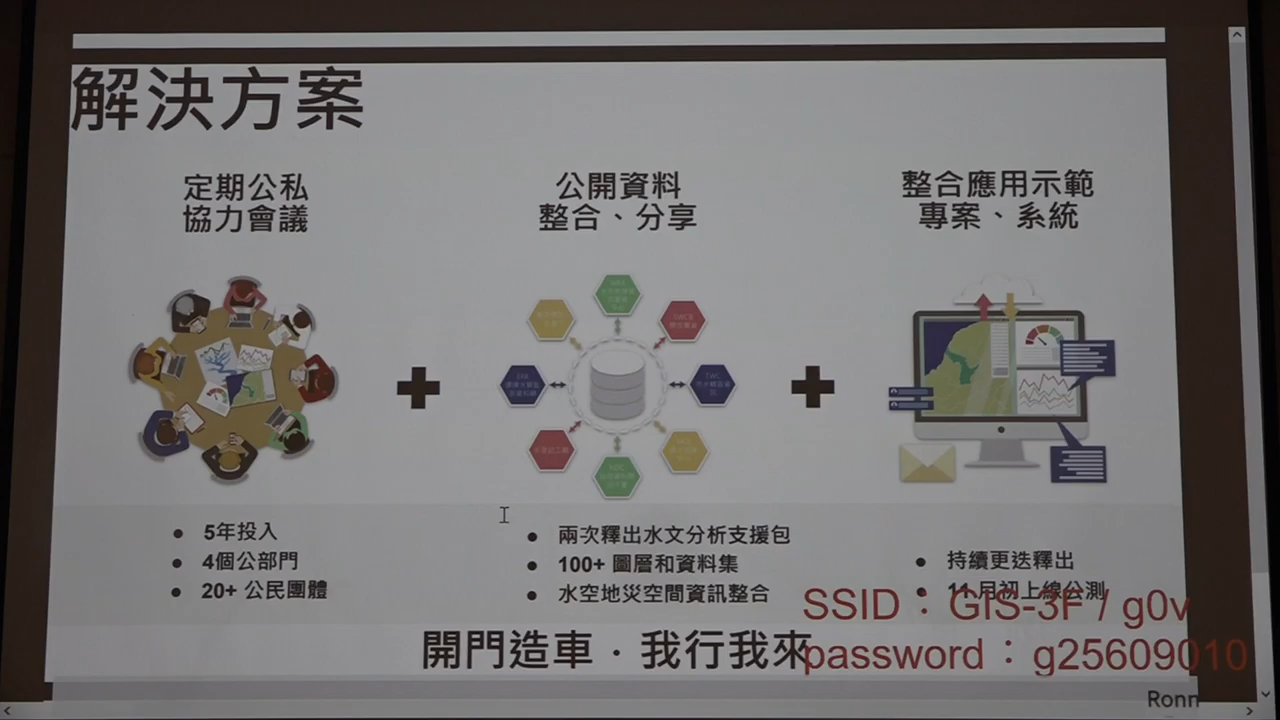 解決方案
定期公私
協力會議
公開資料
整合、分享
整合應用示範
專案、系統
5年投入
4個公部門
20+ 公民團體
兩次釋出水文分析支援包
100+ 圖層和資料集
水空地災空間資訊整合
持續更迭釋出
11月初上線公測
SSID：GIS-3F / g0v
password：g25609010
開門造車．我行我來
Ronn